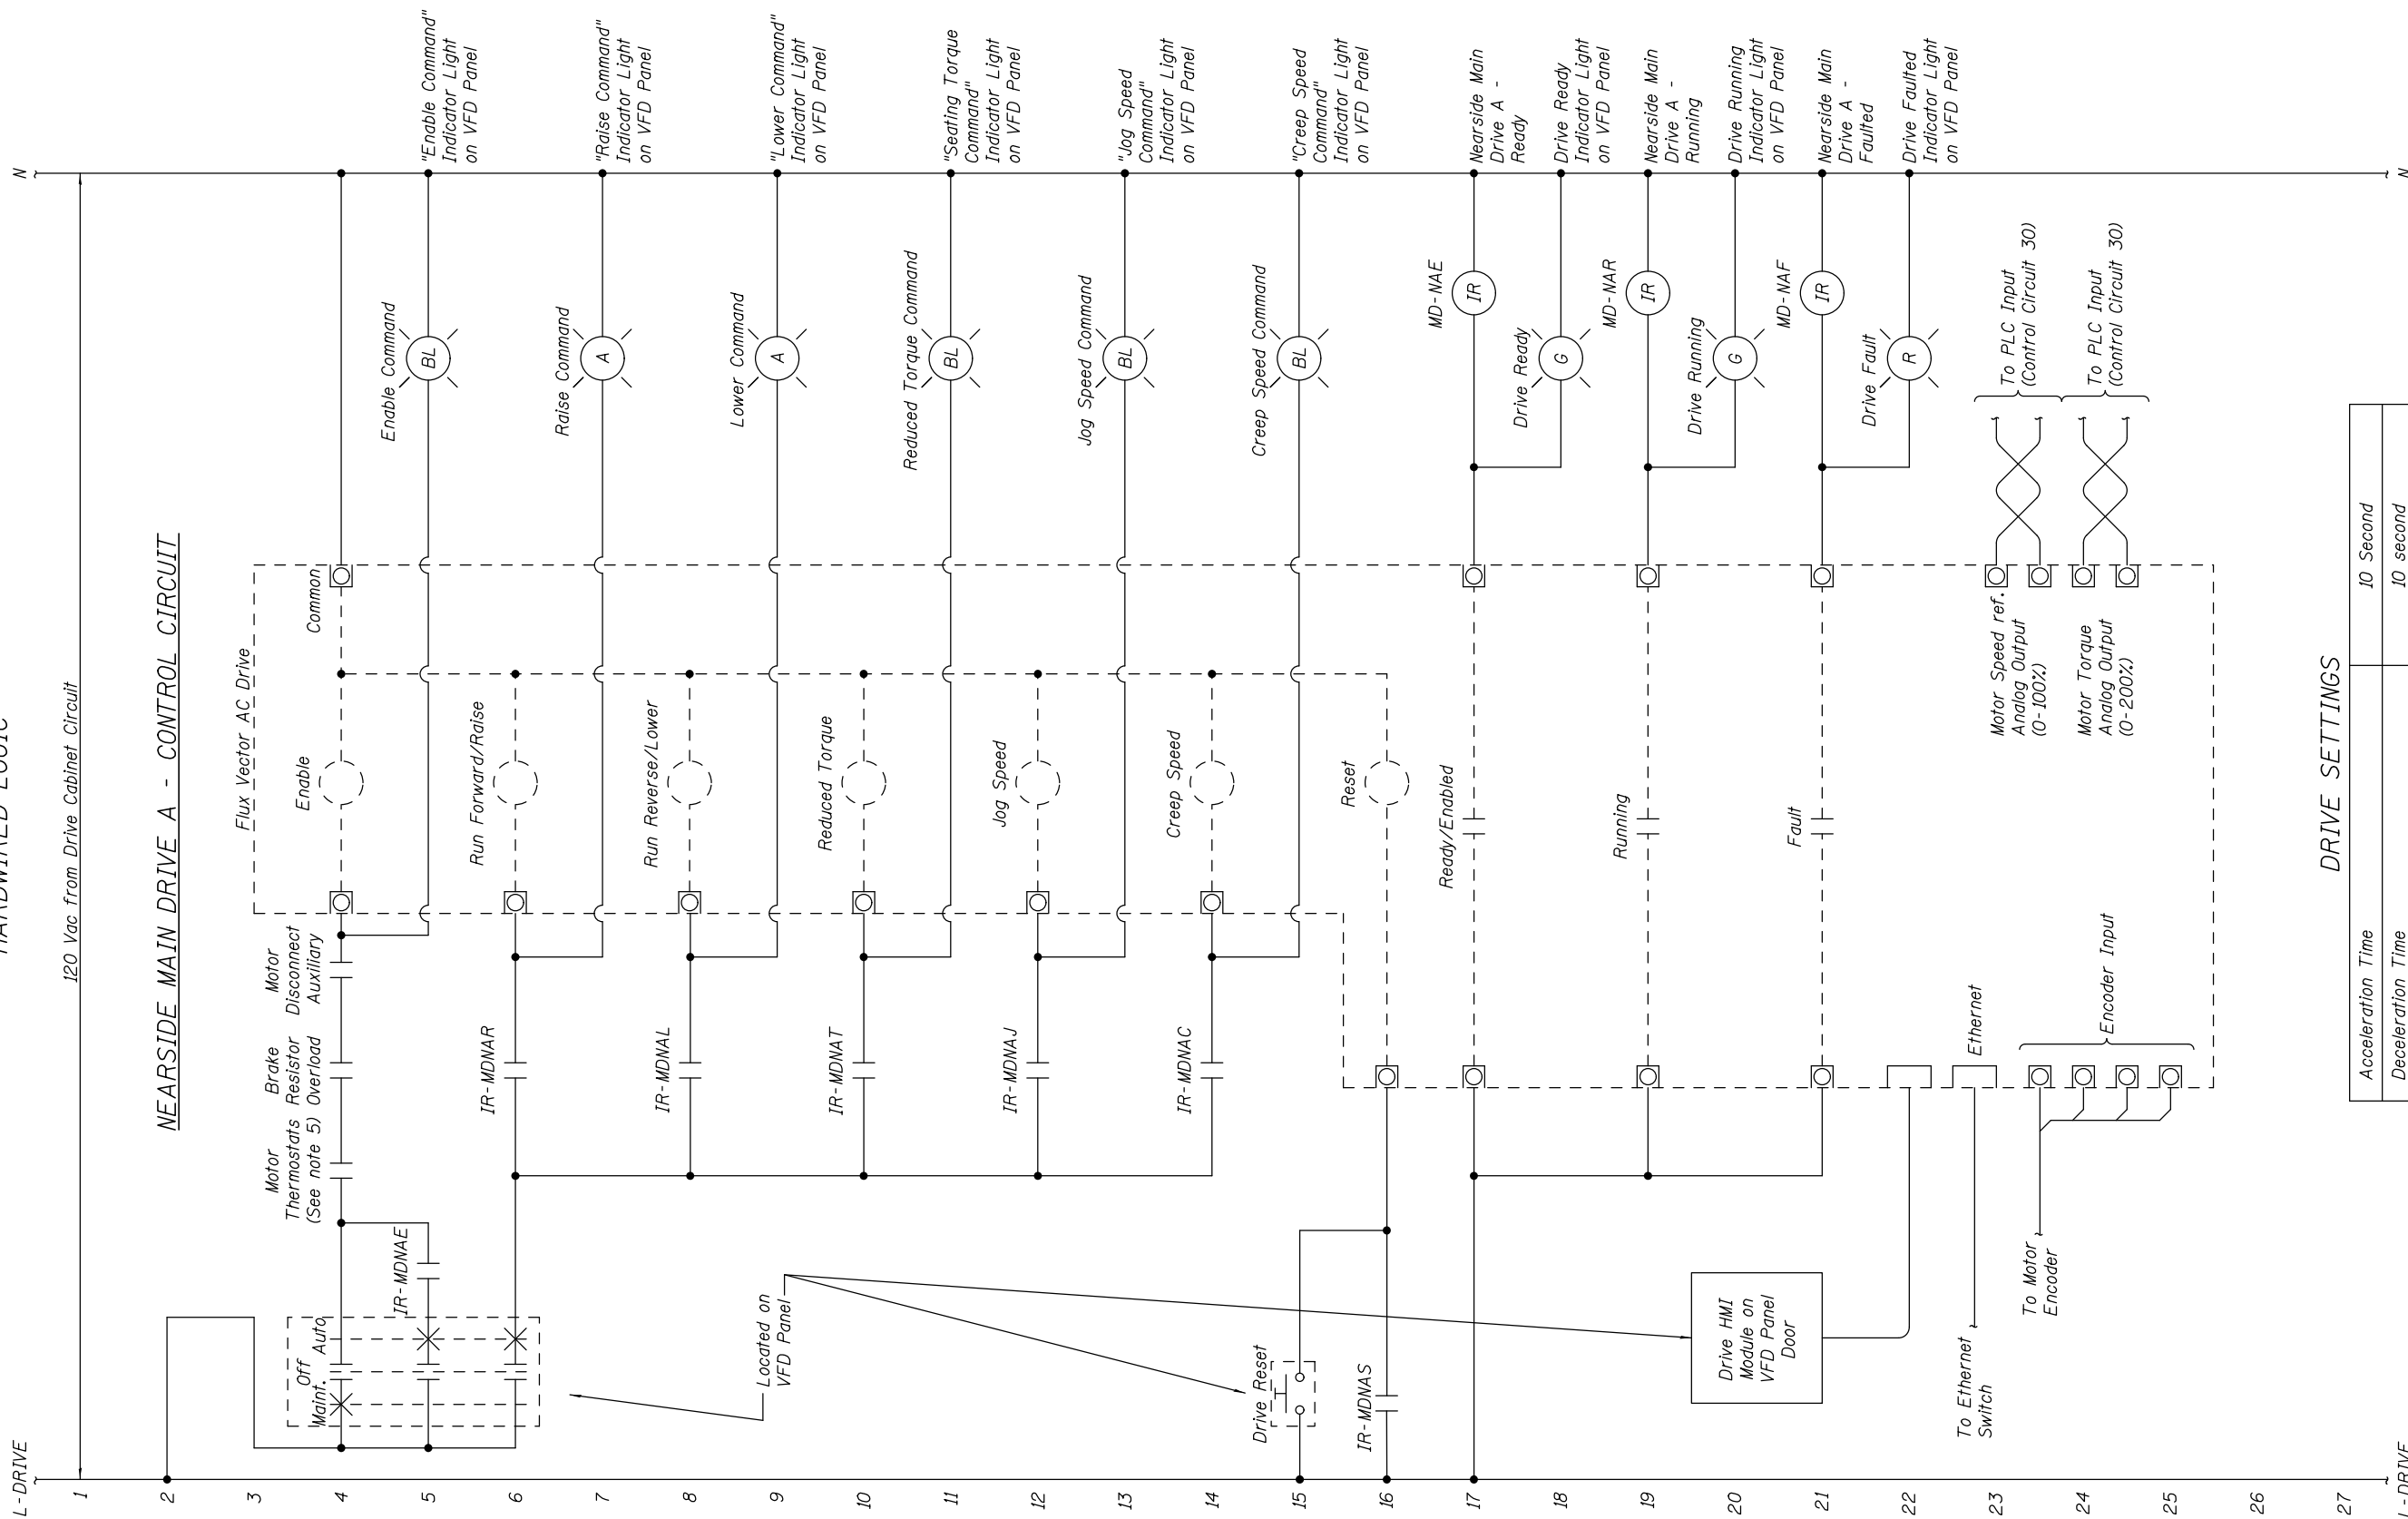 HARDWIRED LOGIC
L-DRIVE
N
120 Vac from Drive Cabinet Circuit
NEARSIDE MAIN DRIVE A - CONTROL CIRCUIT
1
2
3
Flux Vector AC Drive
4
Maint.
Off
Auto
Motor
Thermostats
(See note 5)
Brake
Resistor
Overload
Motor
Disconnect
Auxiliary
Enable
Common
5
IR-MDNAE
Enable Command
BL
"Enable Command"
Indicator Light
on VFD Panel
6
IR-MDNAR
Run Forward/Raise
7
Raise Command
A
"Raise Command"
Indicator Light
on VFD Panel
8
IR-MDNAL
Run Reverse/Lower
9
Located on
VFD Panel
Lower Command
A
"Lower Command"
Indicator Light
on VFD Panel
10
IR-MDNAT
Reduced Torque
11
Reduced Torque Command
BL
"Seating Torque
Command"
Indicator Light
on VFD Panel
12
IR-MDNAJ
Jog Speed
13
Jog Speed Command
BL
"Jog Speed
Command"
Indicator Light
on VFD Panel
14
IR-MDNAC
Creep Speed
15
Drive Reset
Creep Speed Command
BL
"Creep Speed
Command"
Indicator Light
on VFD Panel
16
IR-MDNAS
Reset
17
Ready/Enabled
MD-NAE
IR
Nearside Main
Drive A -
Ready
18
Drive Ready
G
Drive Ready
Indicator Light
on VFD Panel
19
Running
MD-NAR
IR
Nearside Main
Drive A -
Running
20
Drive HMI
Module on
VFD Panel
Door
Drive Running
G
Drive Running
Indicator Light
on VFD Panel
21
Fault
MD-NAF
IR
Nearside Main
Drive A -
Faulted
22
Drive Fault
R
Drive Faulted
Indicator Light
on VFD Panel
23
To Ethernet
Switch
Ethernet
Motor Speed ref.
Analog Output
(0-100%)
To PLC Input
(Control Circuit 30)
24
To Motor
Encoder
Encoder Input
Motor Torque
Analog Output
(0-200%)
To PLC Input
(Control Circuit 30)
25
26
27
L-DRIVE
N
DRIVE SETTINGS
Acceleration Time
10 Second
Deceleration Time
10 second